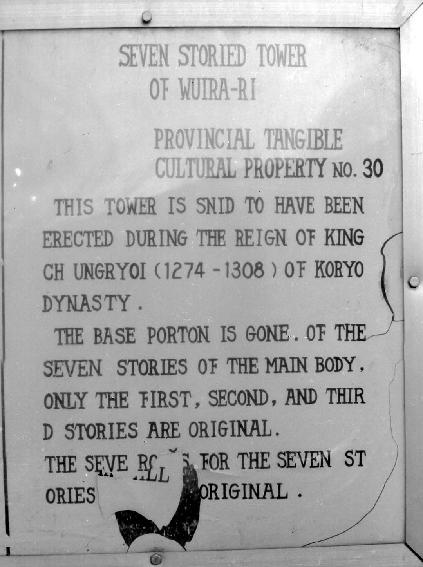 SEVEN STORIED TOWER
OF WUIRA-RI
PROVINCIAL TANGIBLE
CULTURAL PROPERTY NO. 30
THIS TOWER IS SNID TO HAVE BEEN
ERECTED DURING THE REIGN OF KING
CH UNGRYOI (1274 -1308 ) OF KORYO
DYNASTY .
THE BASE PORTON IS GONE. OF THE
SEVEN STORIES OF THE MAIN BODY.
ONLY THE FIRST, SECOND, AND THIR
D STORIES ARE ORIGINAL.
THE SEVE FOR THE SEVEN ST
ORIES ORIGINAL .